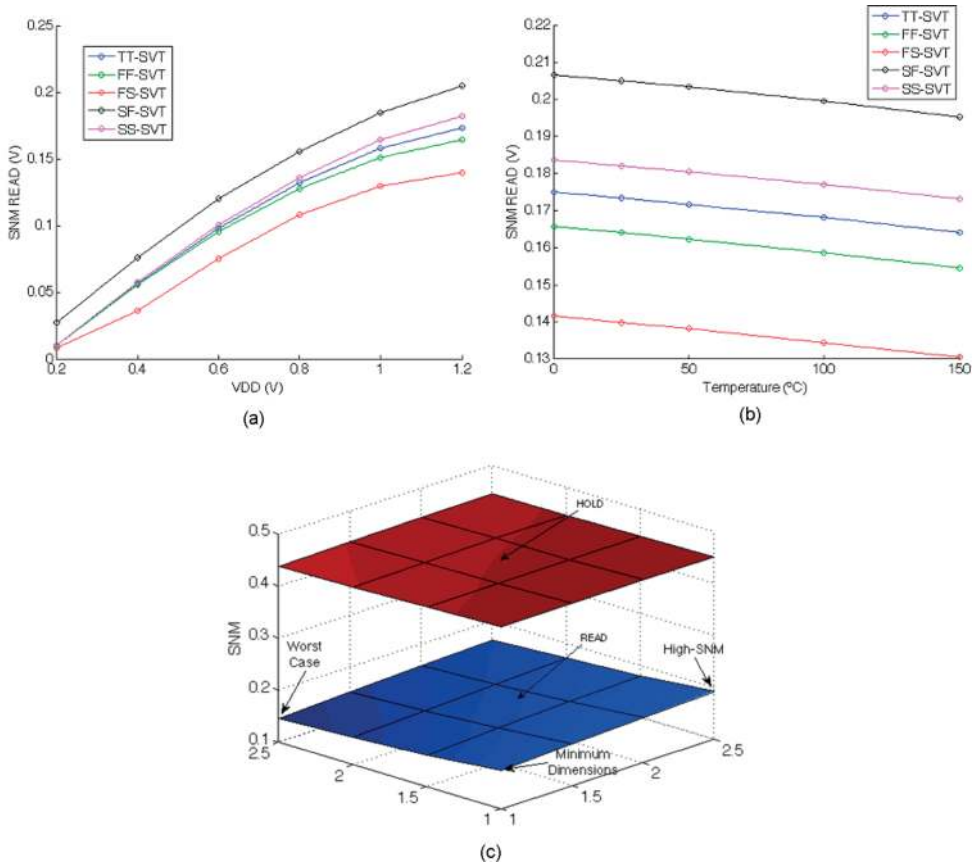 (a)
0.25
0.2
0.15
0.1
0.05
0
SNM READ (V)
TT-SVT
FF-SVT
FS-SVT
SF-SVT
SS-SVT
0.2
0.4
0.6
0.8
1
1.2
VDD (V)
(a)
(b)
0.22
0.21
0.2
0.19
0.18
0.17
0.16
0.15
0.14
0.13
SNM READ (V)
TT-SVT
FF-SVT
FS-SVT
SF-SVT
SS-SVT
0
50
100
150
Temperature (ºC)
(b)
0.5
0.4
0.3
0.2
0.1
SNM
HOLD
READ
Worst
Case
High-SNM
Minimum
Dimensions
2.5
2
1.5
1
1
1.5
2
2.5
(c)